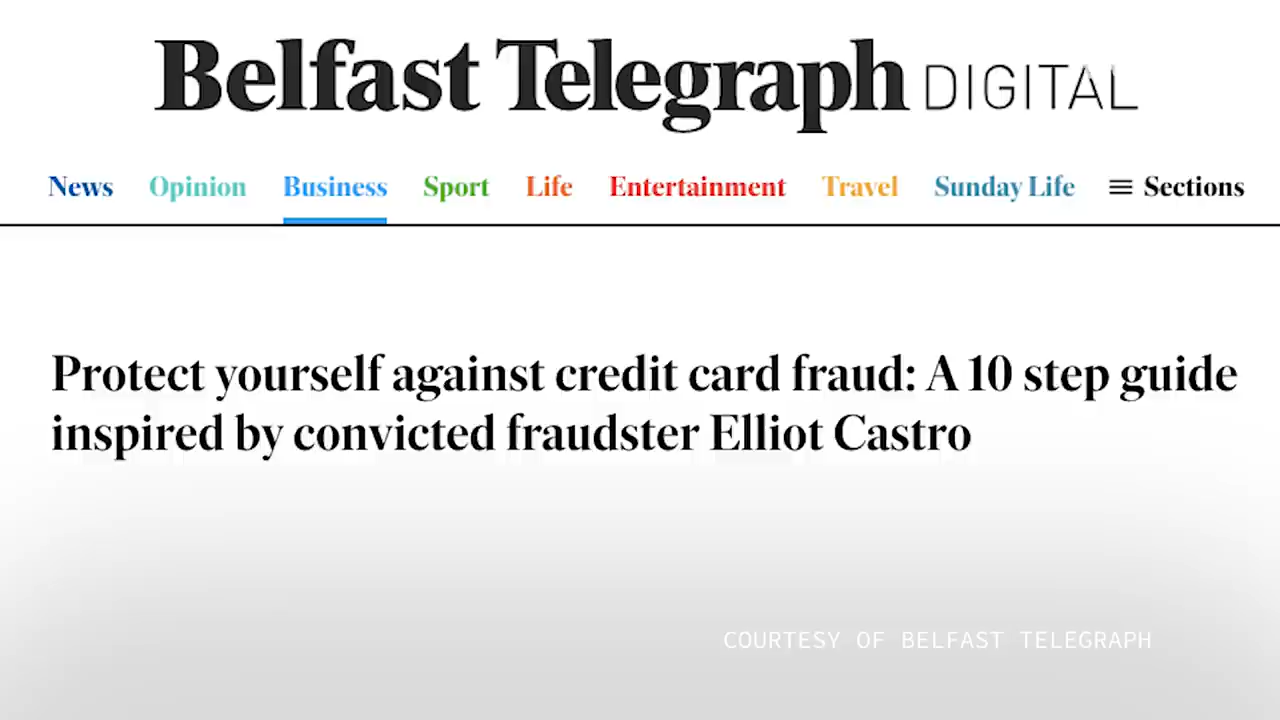 Belfast Telegraph DIGITAL
News Opinion Business Sport Life Entertainment Travel Sunday Life Sections
Protect yourself against credit card fraud: A 10 step guide
inspired by convicted fraudster Elliot Castro
COURTESY OF BELFAST TELEGRAPH